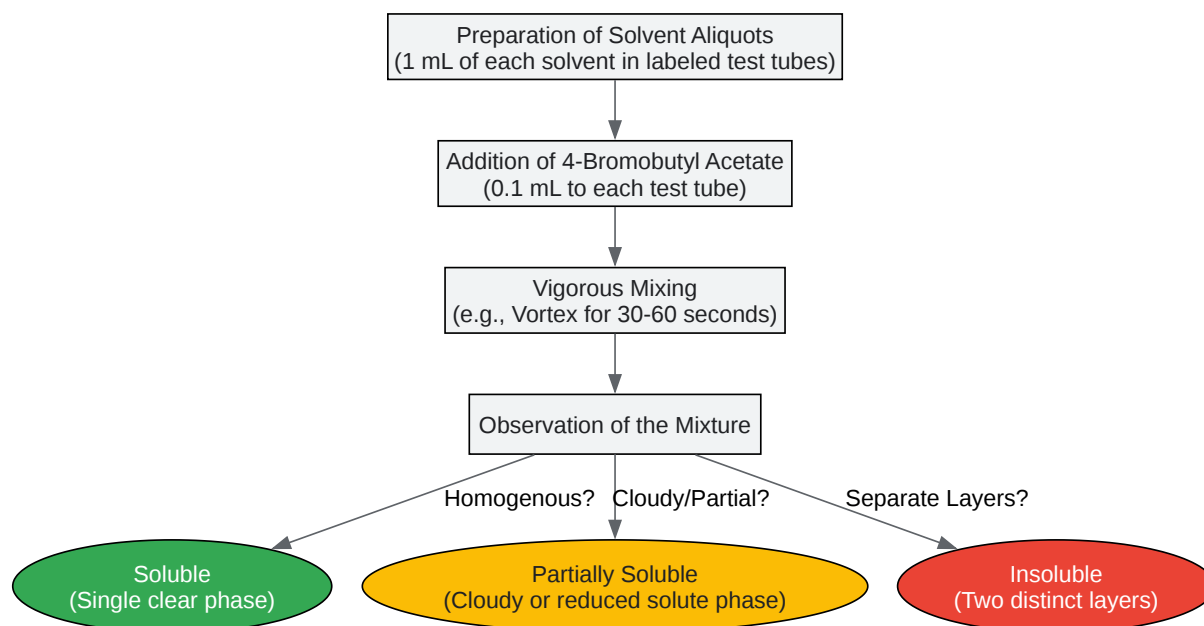 Preparation of Solvent Aliquots
(1 mL of each solvent in labeled test tubes)
Addition of 4-Bromobutyl Acetate
(0.1 mL to each test tube)
Vigorous Mixing
(e.g., Vortex for 30-60 seconds)
Observation of the Mixture
Homogenous?
Cloudy/Partial?
Separate Layers?
Soluble
(Single clear phase)
Partially Soluble
(Cloudy or reduced solute phase)
Insoluble
(Two distinct layers)